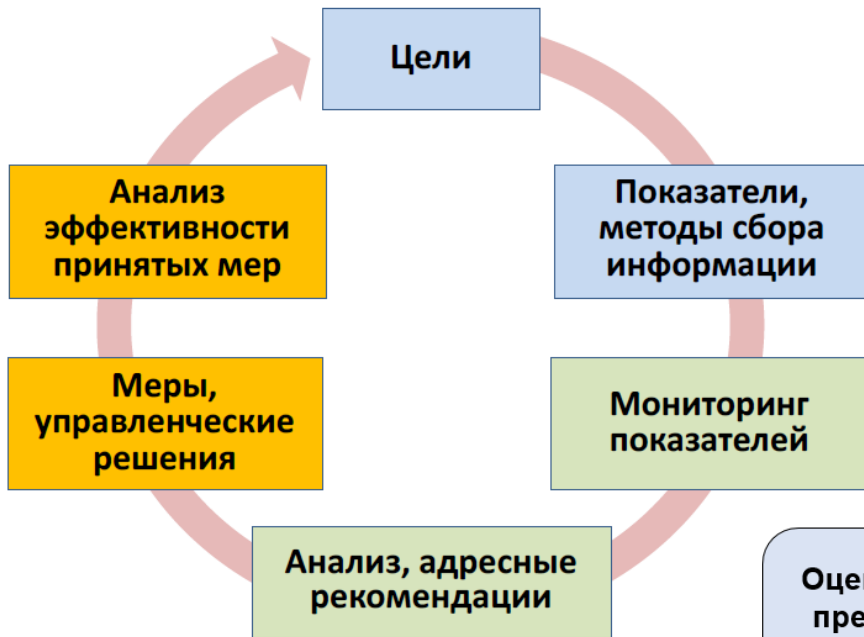 Цели
Показатели,
методы сбора
информации
Мониторинг
показателей
Анализ, адресные
рекомендации
Меры,
управленческие
решения
Анализ
эффективности
принятых мер